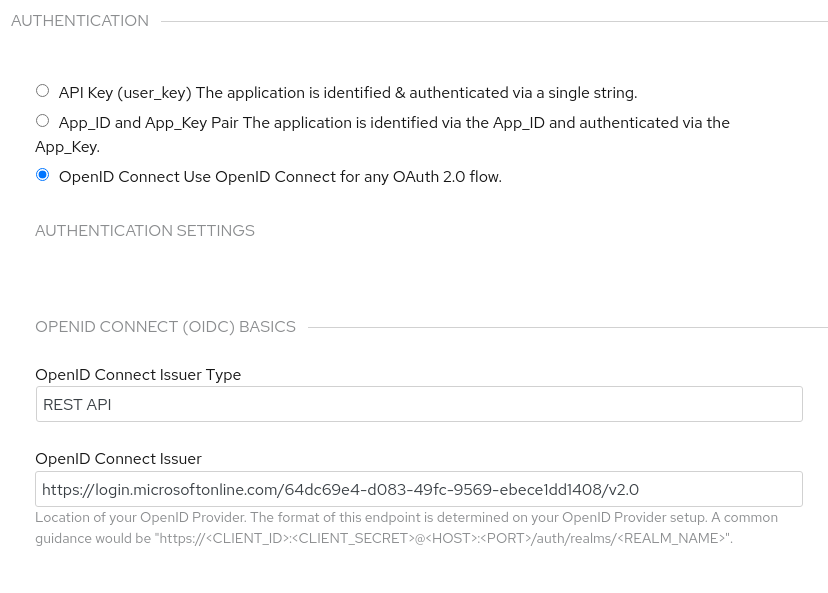 AUTHENTICATION
API Key (user_key) The application is identified & authenticated via a single string.
App_ID and App_Key Pair The application is identified via the App_ID and authenticated via the
App_Key.
OpenID Connect Use OpenID Connect for any OAuth 2.0 flow.
AUTHENTICATION SETTINGS
OPENID CONNECT (OIDC) BASICS
OpenID Connect Issuer Type
REST API
OpenID Connect Issuer
https://login.microsoftonline.com/64dc69e4-d083-49fc-9569-ebece1dd1408/v2.0
Location of your OpenID Provider. The format of this endpoint is determined on your OpenID Provider setup. A common
guidance would be "https://<CLIENT_ID>:<CLIENT_SECRET>@<HOST>:<PORT>/auth/realms/<REALM_NAME>".